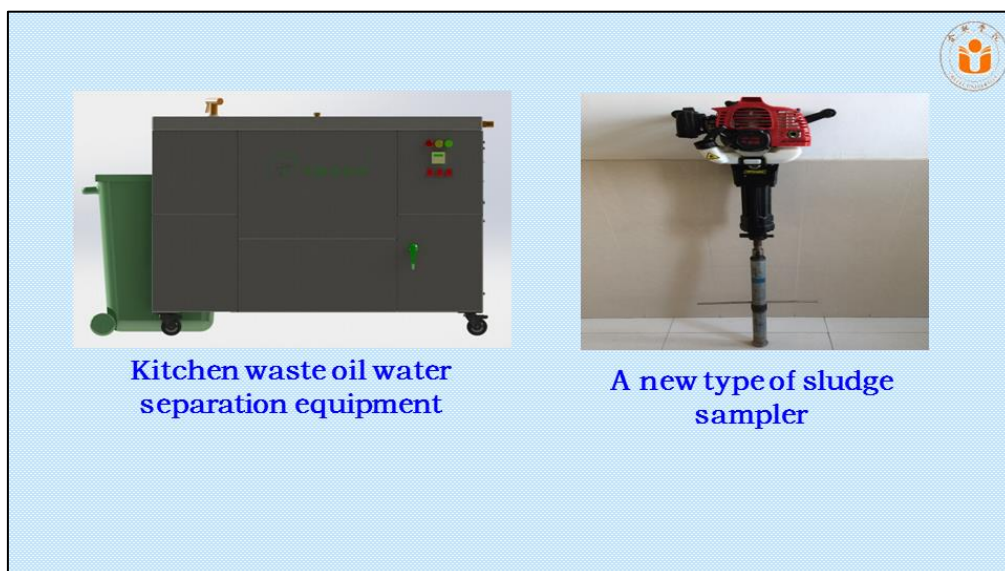 Kitchen waste oil water
separation equipment
A new type of sludge
sampler